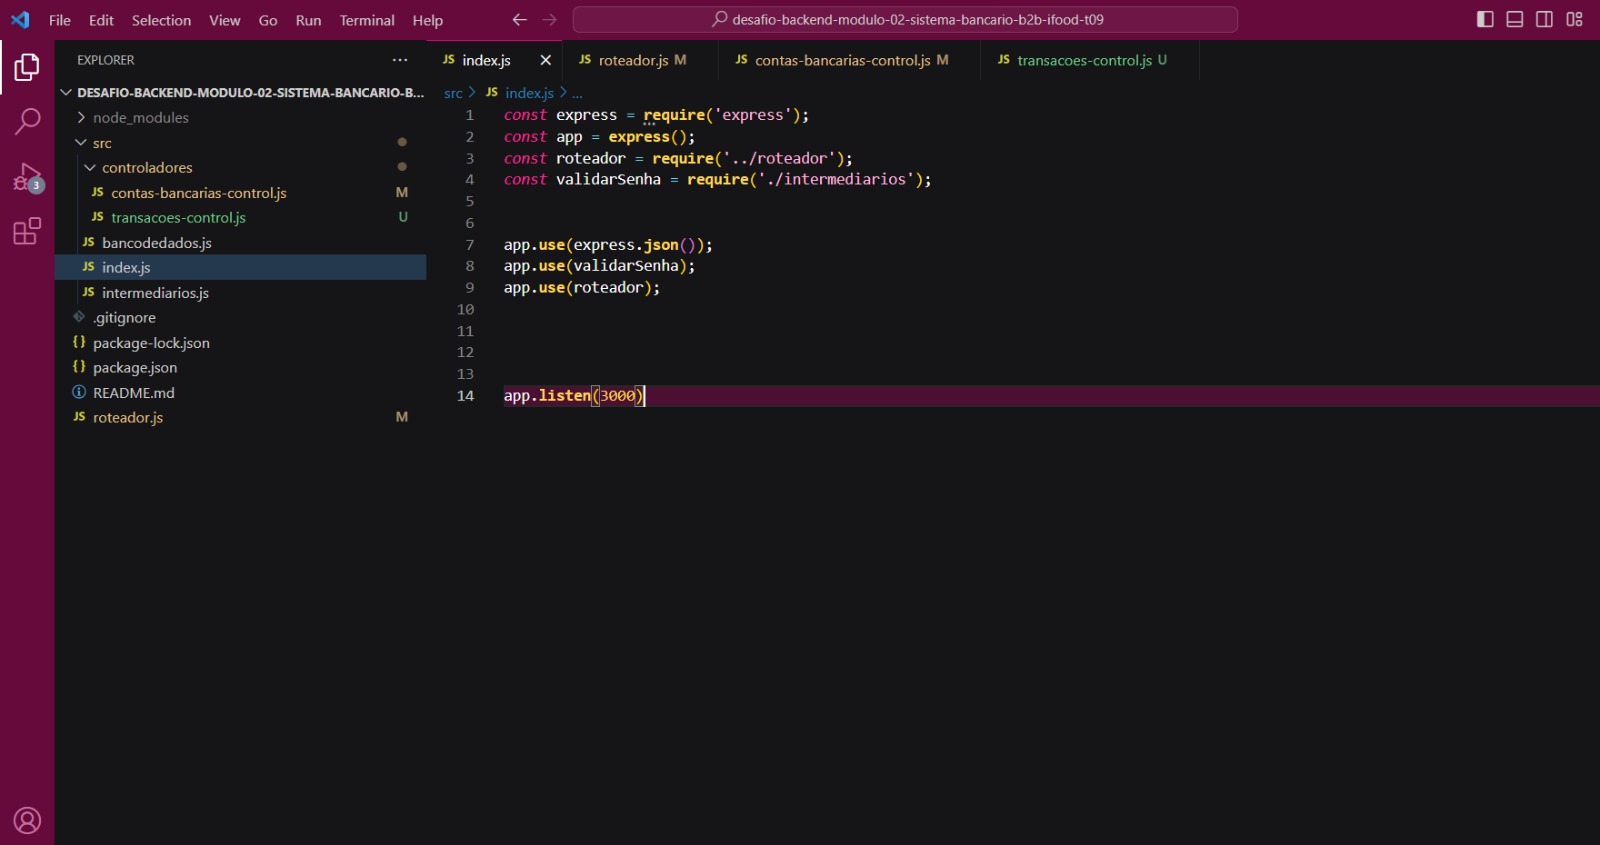 File Edit Selection View Go Run Terminal Help
desafio-backend-modulo-02-sistema-bancario-b2b-ifood-t09
EXPLORER
DESAFIO-BACKEND-MODULO-02-SISTEMA-BANCARIO-B...
node_modules
src
controladores
JS contas-bancarias-control.js M
JS transacoes-control.js U
JS bancodedados.js
JS index.js
JS intermediarios.js
.gitignore
{} package-lock.json
{} package.json
README.md
JS roteador.js M
3
JS index.js
JS roteador.js M
JS contas-bancarias-control.js M
JS transacoes-control.js U
src > JS index.js > ...
1 const express = require('express');
2 const app = express();
3 const roteador = require('../roteador');
4 const validarSenha = require('./intermediarios');
5
6
7 app.use(express.json());
8 app.use(validarSenha);
9 app.use(roteador);
10
11
12
13
14 app.listen(3000)